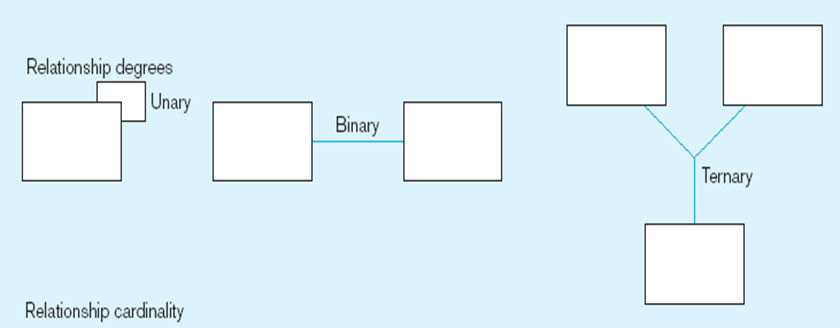 Relationship degrees
Unary
Binary
Ternary
Relationship cardinality